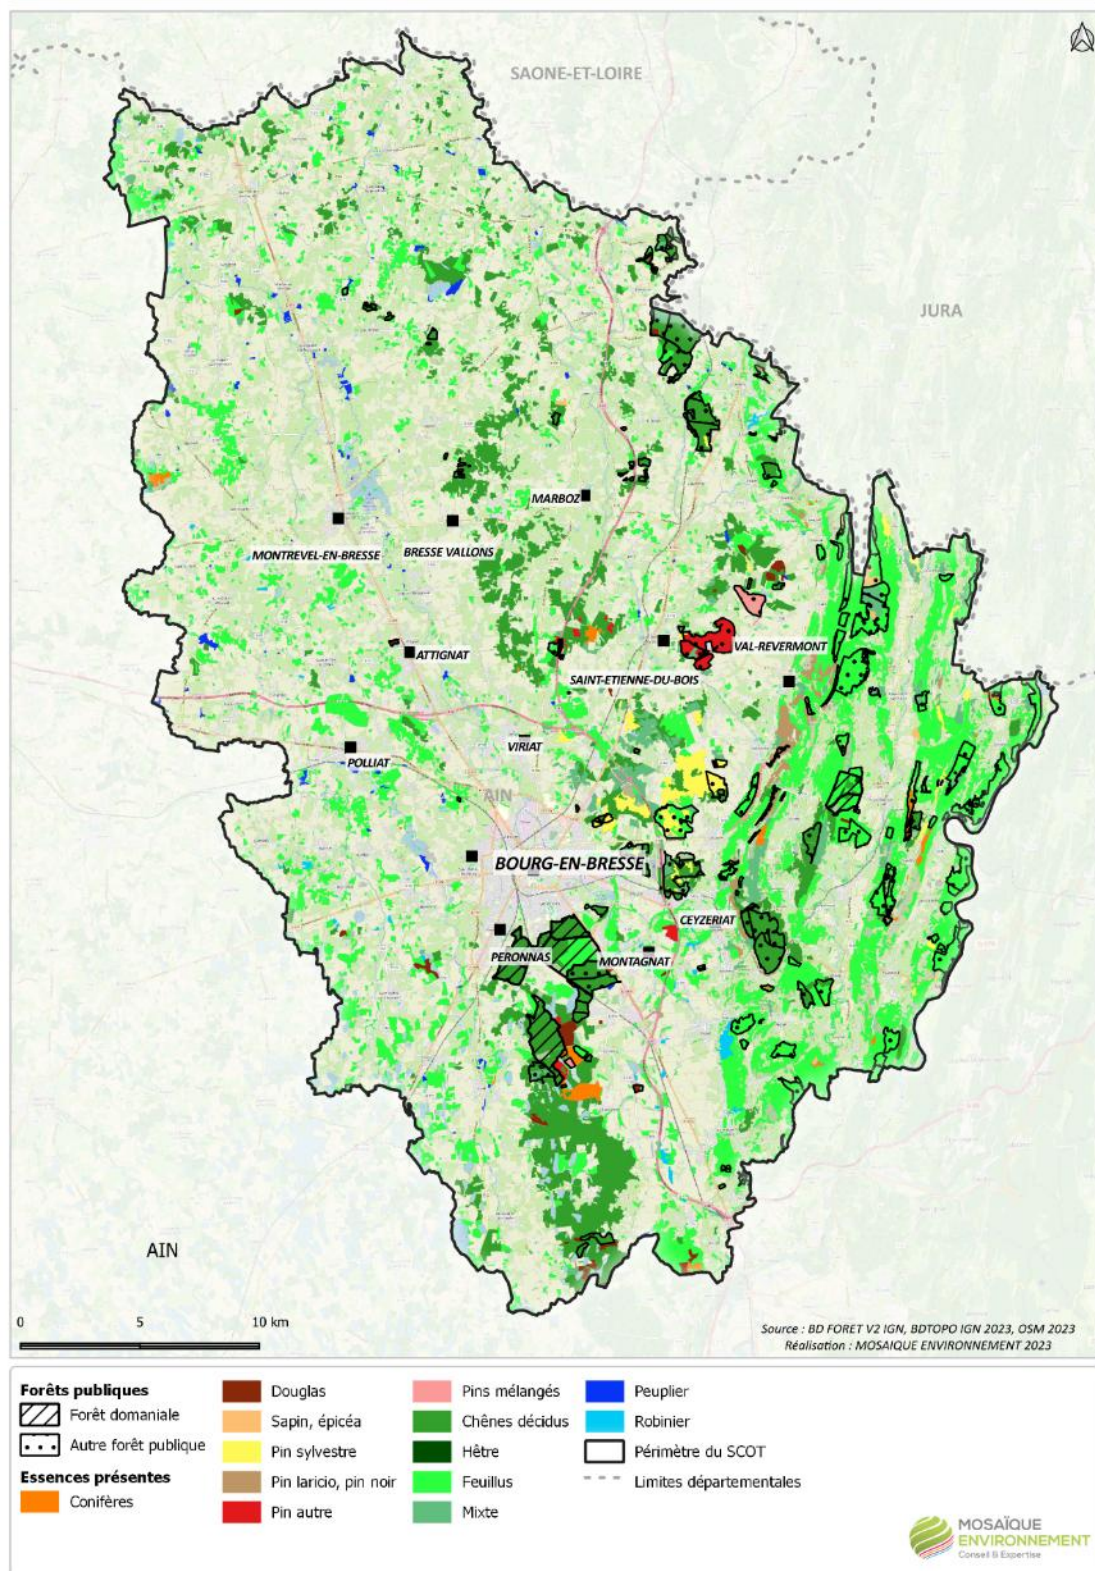 SAONE-ET-LOIRE
JURA
MARBOZ
MONTREVEL-EN-BRESSE
BRESSE VALLONS
ATTIGNAT
VAL-REVERMONT
SAINT-ETIENNE-DU-BOIS
VIRIAT
POLLIAT
AIN
BOURG-EN-BRESSE
CEYZERIAT
PERONNAS
MONTAGNAT
AIN
0 5 10 km
Source : BD FORET V2 IGN, BDTOPO IGN 2023, OSM 2023
Réalisation : MOSAIQUE ENVIRONNEMENT 2023
Forêts publiques
Forêt domaniale
Autre forêt publique
Essences présentes
Conifères
Douglas
Sapin, épicéa
Pin sylvestre
Pin laricio, pin noir
Pin autre
Pins mélangés
Chênes décidus
Hêtre
Feuillus
Mixte
Peuplier
Robinier
Périmètre du SCOT
Limites départementales
MOSAÏQUE
ENVIRONNEMENT
Conseil & Expertise